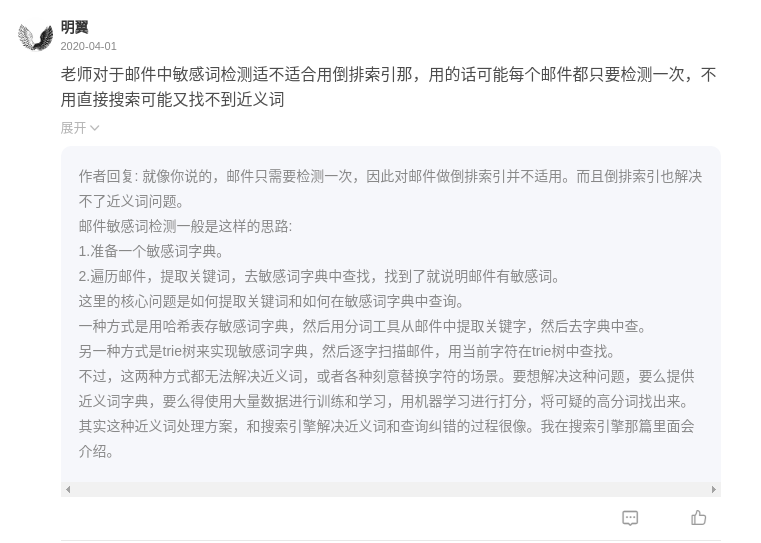 明翼
2020-04-01
老师对于邮件中敏感词检测适不适合用倒排索引那，用的话可能每个邮件都只要检测一次，不
用直接搜索可能又找不到近义词
展开
作者回复: 就像你说的，邮件只需要检测一次，因此对邮件做倒排索引并不适用。而且倒排索引也解决
不了近义词问题。
邮件敏感词检测一般是这样的思路:
1.准备一个敏感词字典。
2.遍历邮件，提取关键词，去敏感词字典中查找，找到了就说明邮件有敏感词。
这里的核心问题是如何提取关键词和如何在敏感词字典中查询。
一种方式是用哈希表存敏感词字典，然后用分词工具从邮件中提取关键字，然后去字典中查。
另一种方式是trie树来实现敏感词字典，然后逐字扫描邮件，用当前字符在trie树中查找。
不过，这两种方式都无法解决近义词，或者各种刻意替换字符的场景。要想解决这种问题，要么提供
近义词字典，要么得使用大量数据进行训练和学习，用机器学习进行打分，将可疑的高分词找出来。
其实这种近义词处理方案，和搜索引擎解决近义词和查询纠错的过程很像。我在搜索引擎那篇里面会
介绍。